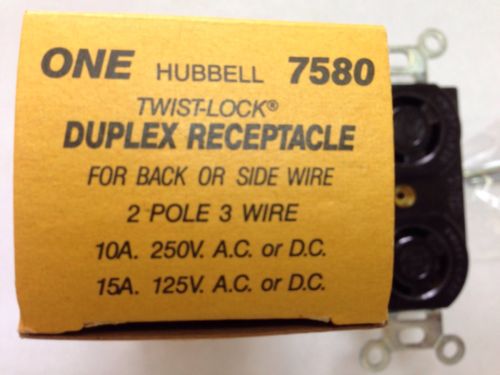 ONE HUBBELL 7580
TWIST-LOCK®
DUPLEX RECEPTACLE
FOR BACK OR SIDE WIRE
2 POLE 3 WIRE
10A. 250V. A.C. or D.C.
15A. 125V. A.C. or D.C.